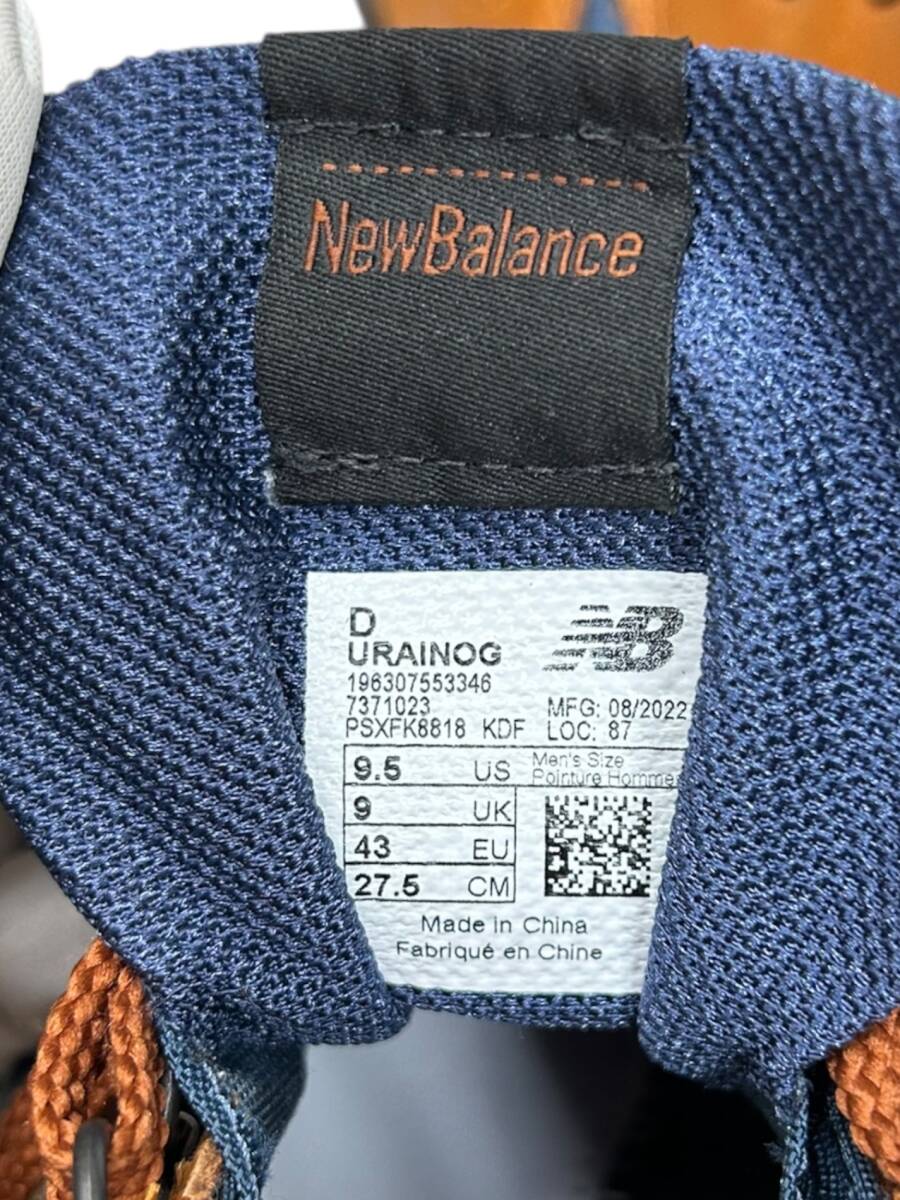 NewBalance
D
URAINOG
196307553346
7371023 MFG: 08/2022
PSXFK8818 KDF LOC: 87
9.5 US Men's Size
Pointure Homme
9 UK
43 EU
27.5 CM
Made in China
Fabriqué en Chine